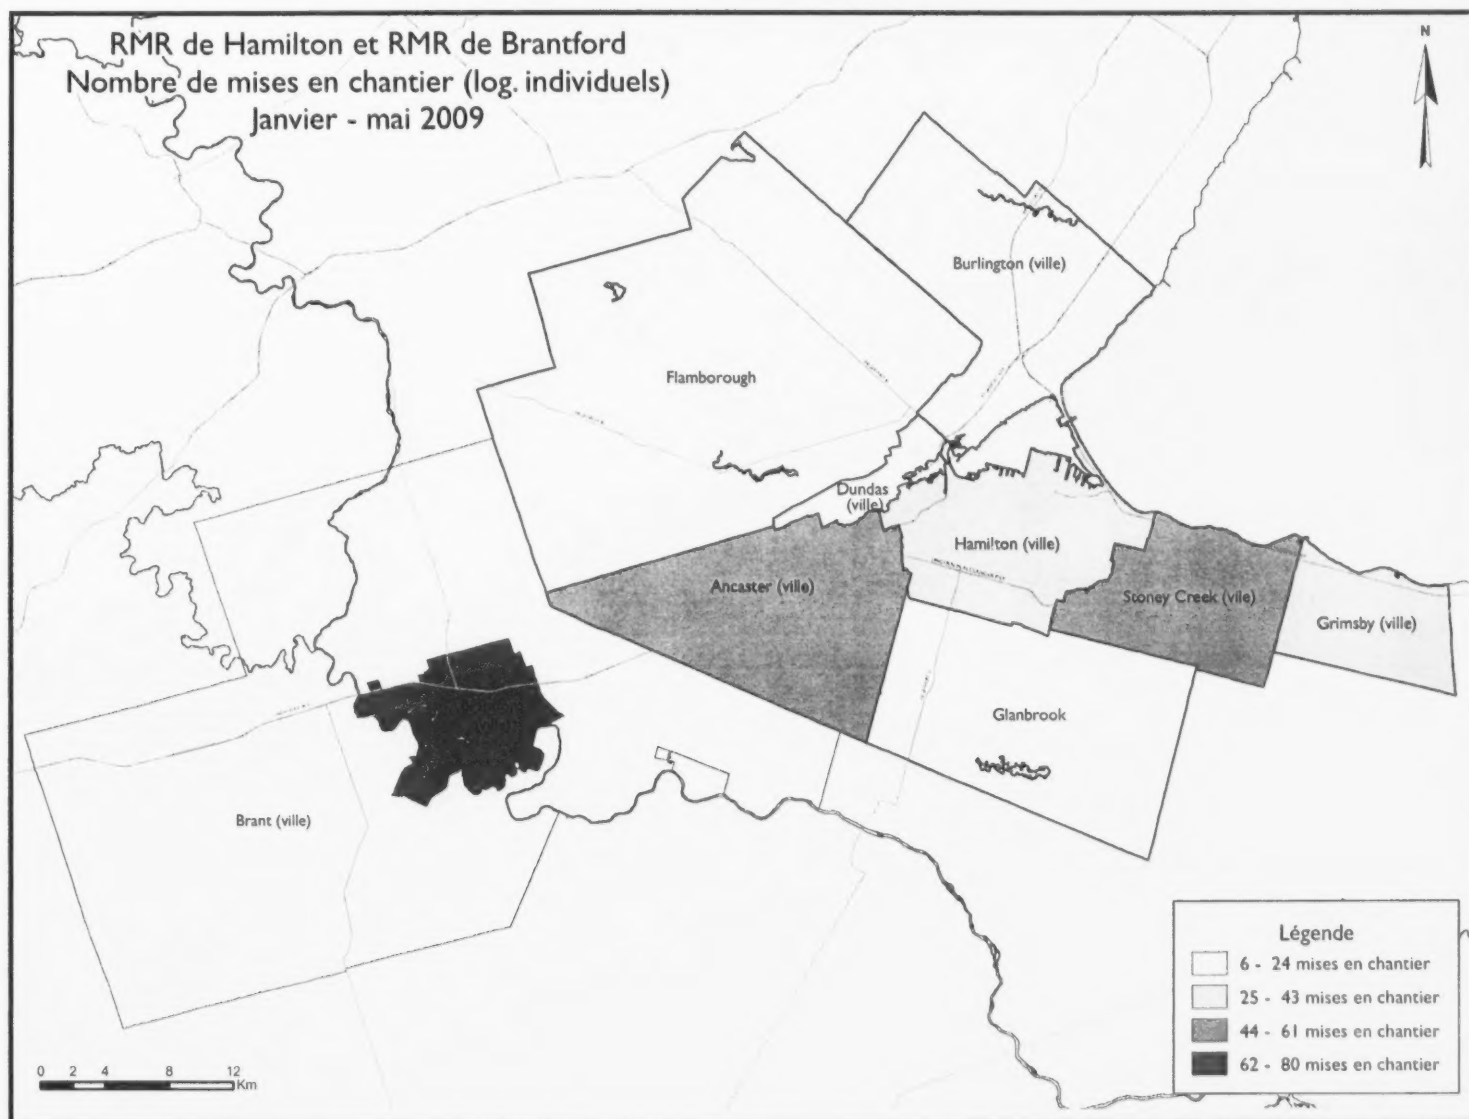 RMR de Hamilton et RMR de Brantford
Nombre de mises en chantier (log. individuels)
Janvier - mai 2009
N
Burlington (ville)
Flamborough
Dundas
(ville)
Hamilton (ville)
Ancaster (ville)
Stoney Creek (vile)
Grimsby (ville)
Glanbrook
Brant (ville)
Légende
6 - 24 mises en chantier
25 - 43 mises en chantier
44 - 61 mises en chantier
62 - 80 mises en chantier
0 2 4 8 12
Km